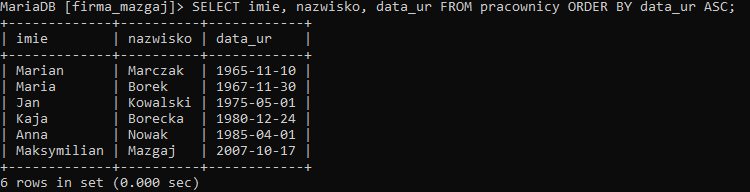 MariaDB [firma_mazgaj]> SELECT imie, nazwisko, data_ur FROM pracownicy ORDER BY data_ur ASC;
+-------------+----------+------------+
| imie        | nazwisko | data_ur    |
+-------------+----------+------------+
| Marian      | Marczak  | 1965-11-10 |
| Maria       | Borek    | 1967-11-30 |
| Jan         | Kowalski | 1975-05-01 |
| Kaja        | Borecka  | 1980-12-24 |
| Anna        | Nowak    | 1985-04-01 |
| Maksymilian | Mazgaj   | 2007-10-17 |
+-------------+----------+------------+
6 rows in set (0.000 sec)